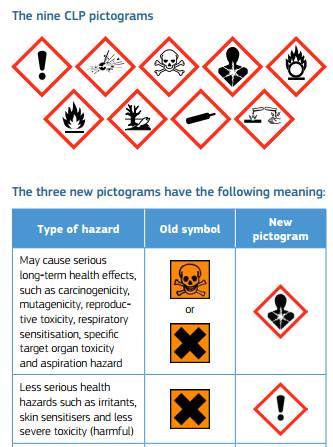 The nine CLP pictograms
The three new pictograms have the following meaning:
Type of hazard
Old symbol
New
pictogram
May cause serious
long-term health effects,
such as carcinogenicity,
mutagenicity, reproduc-
tive toxicity, respiratory
sensitisation, specific
target organ toxicity
and aspiration hazard
or
Less serious health
hazards such as irritants,
skin sensitisers and less
severe toxicity (harmful)